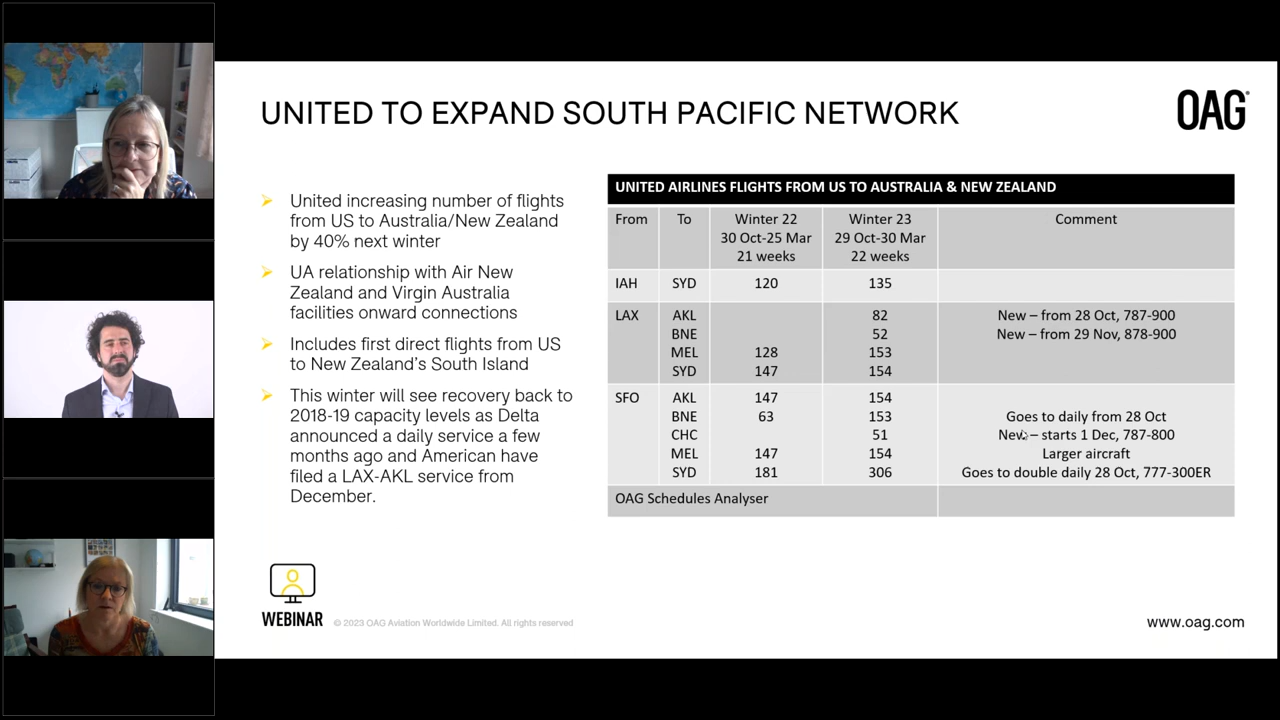 UNITED TO EXPAND SOUTH PACIFIC NETWORK
OAG
United increasing number of flights
from US to Australia/New Zealand
by 40% next winter
UA relationship with Air New
Zealand and Virgin Australia
facilities onward connections
Includes first direct flights from US
to New Zealand's South Island
This winter will see recovery back to
2018-19 capacity levels as Delta
announced a daily service a few
months ago and American have
filed a LAX-AKL service from
December.
UNITED AIRLINES FLIGHTS FROM US TO AUSTRALIA & NEW ZEALAND
From To Winter 22 Winter 23 Comment
30 Oct-25 Mar 29 Oct-30 Mar
21 weeks 22 weeks
IAH SYD 120 135
LAX AKL 82 New – from 28 Oct, 787-900
BNE 52 New – from 29 Nov, 878-900
MEL 128 153
SYD 147 154
SFO AKL 147 154
BNE 63 153 Goes to daily from 28 Oct
CHC 51 New – starts 1 Dec, 787-800
MEL 147 154 Larger aircraft
SYD 181 306 Goes to double daily 28 Oct, 777-300ER
OAG Schedules Analyser
WEBINAR
© 2023 OAG Aviation Worldwide Limited. All rights reserved
www.oag.com